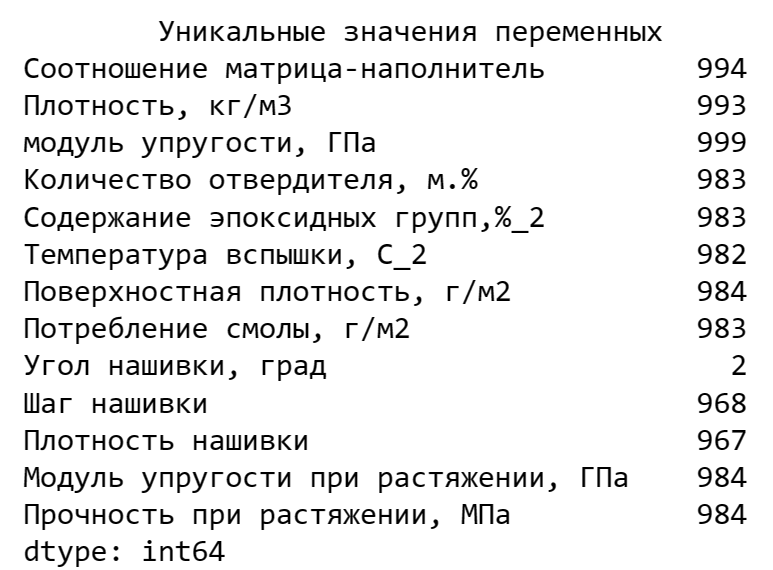 Уникальные значения переменных
Соотношение матрица-наполнитель 994
Плотность, кг/м3 993
модуль упругости, ГПа 999
Количество отвердителя, м.% 983
Содержание эпоксидных групп,%_2 983
Температура вспышки, С_2 982
Поверхностная плотность, г/м2 984
Потребление смолы, г/м2 983
Угол нашивки, град 2
Шаг нашивки 968
Плотность нашивки 967
Модуль упругости при растяжении, ГПа 984
Прочность при растяжении, МПа 984
dtype: int64